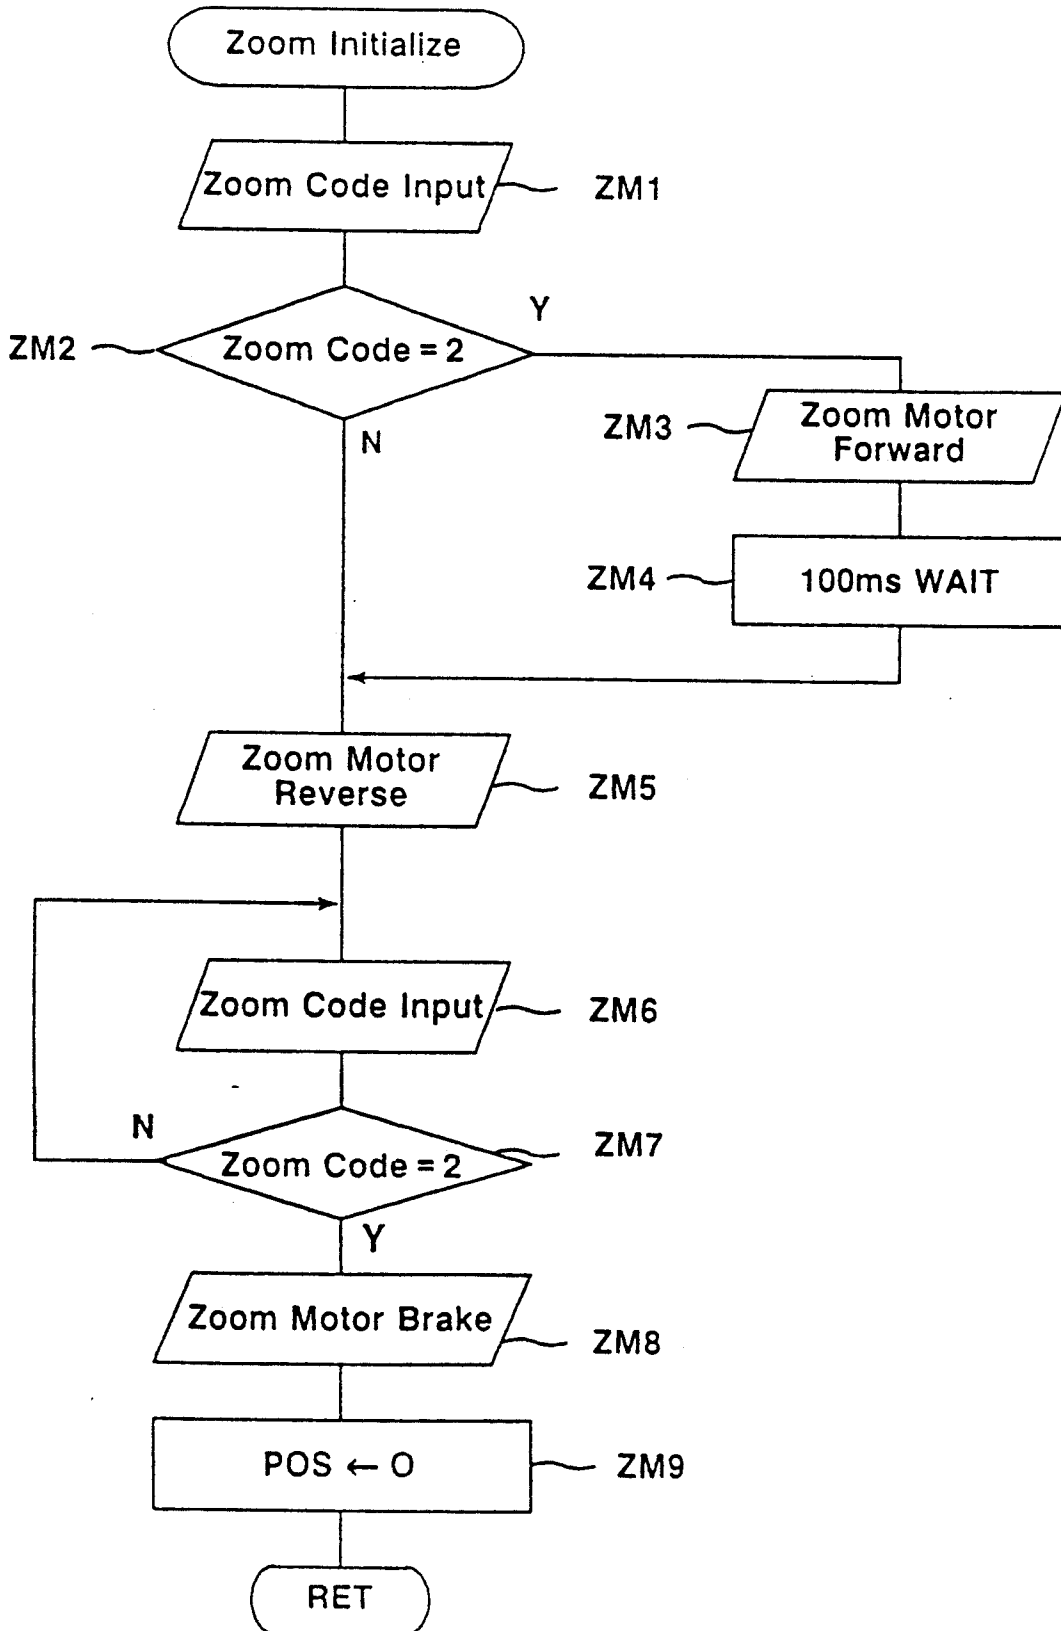 Zoom Initialize
Zoom Code Input
ZM1
Y
ZM2
Zoom Code = 2
N
ZM3
Zoom Motor
Forward
ZM4
100ms WAIT
Zoom Motor
Reverse
ZM5
Zoom Code Input
ZM6
N
ZM7
Zoom Code = 2
Y
Zoom Motor Brake
ZM8
POS ← O
ZM9
RET